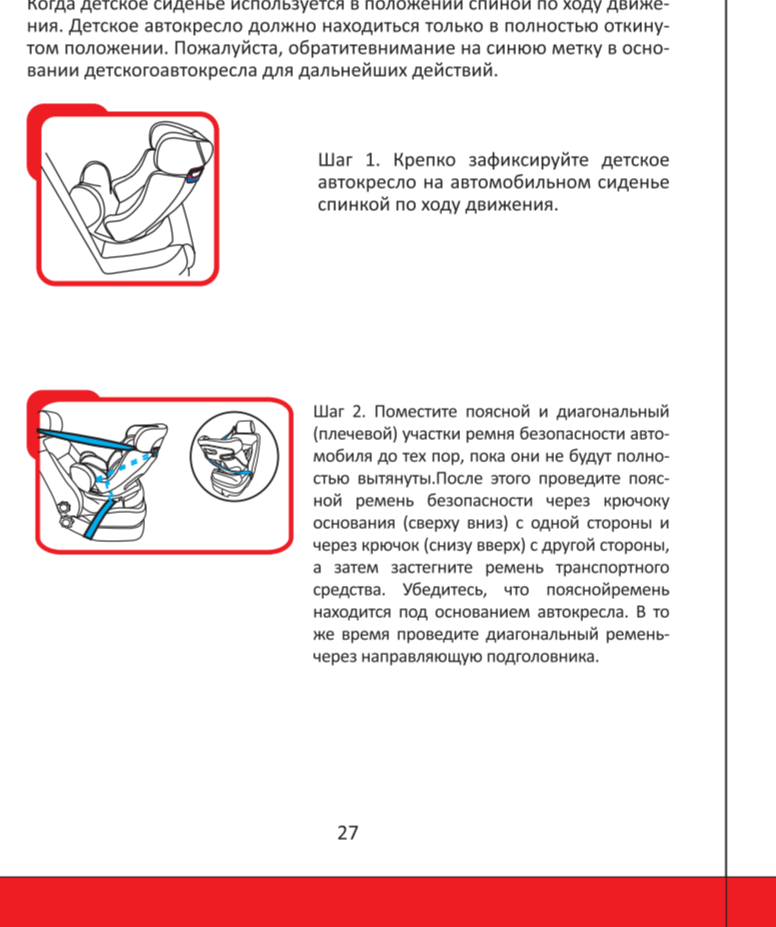 Когда детское сиденье используется в положении спиной по ходу движе-
ния. Детское автокресло должно находиться только в полностью откину-
том положении. Пожалуйста, обратитевнимание на синюю метку в осно-
вании детскогоавтокресла для дальнейших действий.
Шаг 1. Крепко зафиксируйте детское
автокресло на автомобильном сиденье
спинкой по ходу движения.
Шаг 2. Поместите поясной и диагональный
(плечевой) участки ремня безопасности авто-
мобиля до тех пор, пока они не будут полно-
стью вытянуты.После этого проведите пояс-
ной ремень безопасности через крючоку
основания (сверху вниз) с одной стороны и
через крючок (снизу вверх) с другой стороны,
а затем застегните ремень транспортного
средства. Убедитесь, что пояснойремень
находится под основанием автокресла. В то
же время проведите диагональный ремень-
через направляющую подголовника.
27